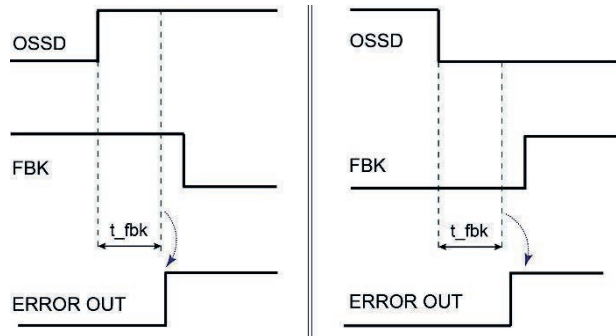 OSSD
FBK
t_fbk
ERROR OUT
OSSD
FBK
t_fbk
ERROR OUT